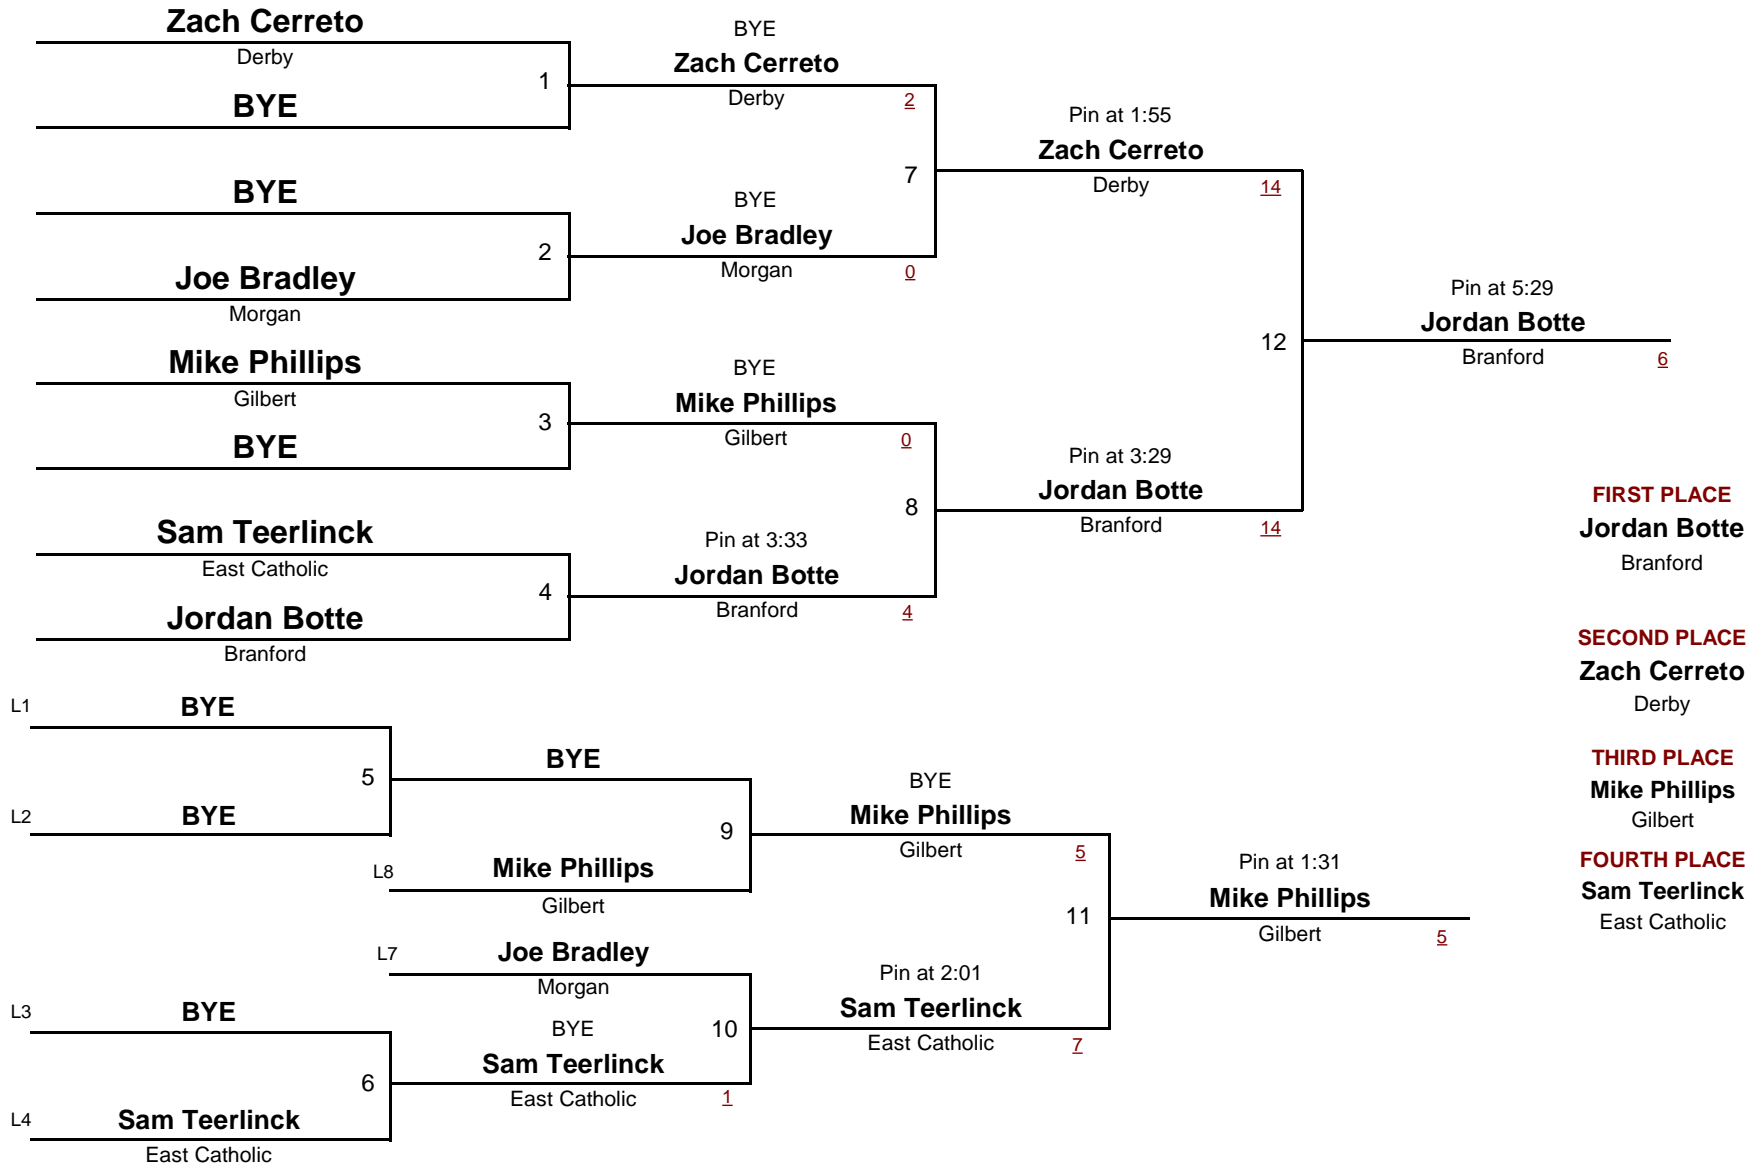 Zach Cerreto
Derby
1
BYE
BYE
2
Joe Bradley
Morgan
Mike Phillips
Gilbert
3
BYE
Sam Teerlinck
East Catholic
4
Jordan Botte
Branford
BYE
Zach Cerreto
Derby
2
7
BYE
Joe Bradley
Morgan
0
BYE
Mike Phillips
Gilbert
0
8
Pin at 3:33
Jordan Botte
Branford
4
Pin at 1:55
Zach Cerreto
Derby
14
12
Pin at 3:29
Jordan Botte
Branford
14
Pin at 5:29
Jordan Botte
Branford
6
FIRST PLACE
Jordan Botte
Branford
SECOND PLACE
Zach Cerreto
Derby
THIRD PLACE
Mike Phillips
Gilbert
FOURTH PLACE
Sam Teerlinck
East Catholic
L1
BYE
5
L2
BYE
BYE
9
L8
Mike Phillips
Gilbert
L7
Joe Bradley
Morgan
L3
BYE
6
L4
Sam Teerlinck
East Catholic
BYE
10
Sam Teerlinck
East Catholic
1
BYE
Mike Phillips
Gilbert
5
11
Pin at 2:01
Sam Teerlinck
East Catholic
7
Pin at 1:31
Mike Phillips
Gilbert
5